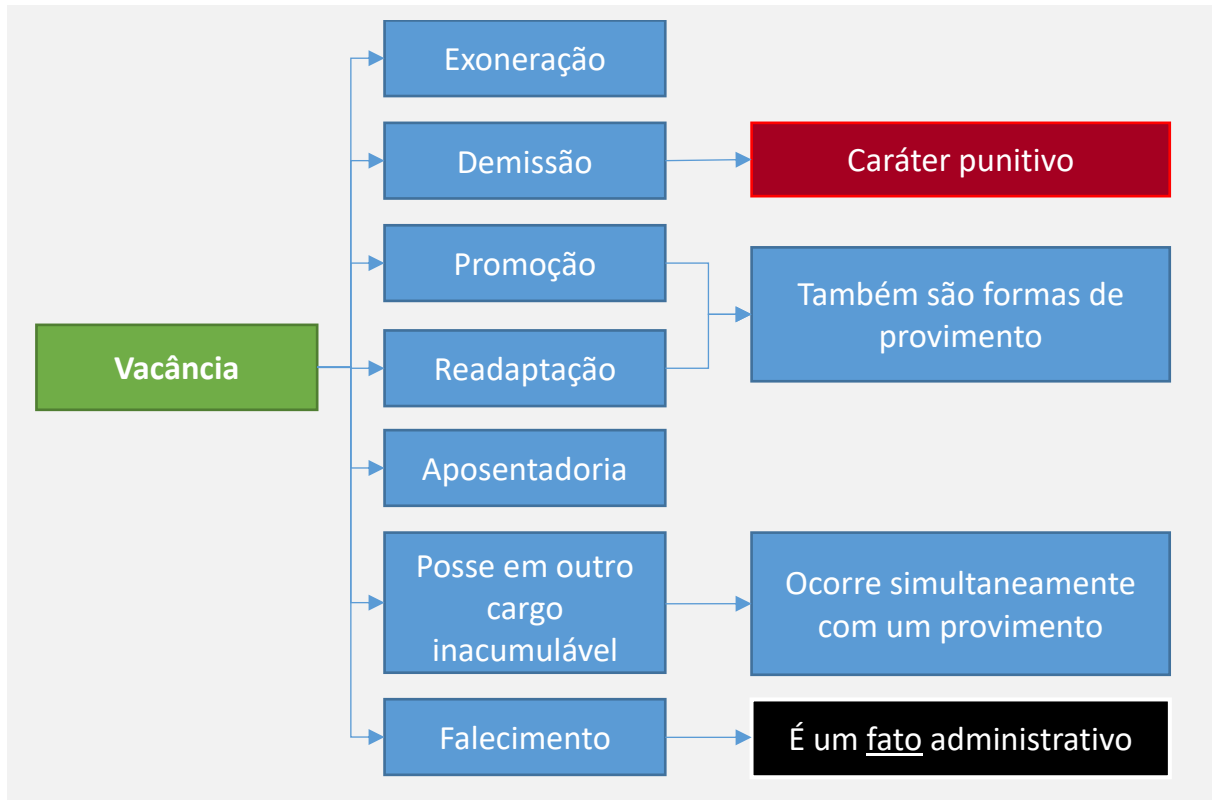 Exoneração
Demissão
Caráter punitivo
Promoção
Também são formas de
provimento
Vacância
Readaptação
Aposentadoria
Posse em outro
cargo
inacumulável
Ocorre simultaneamente
com um provimento
Falecimento
É um fato administrativo